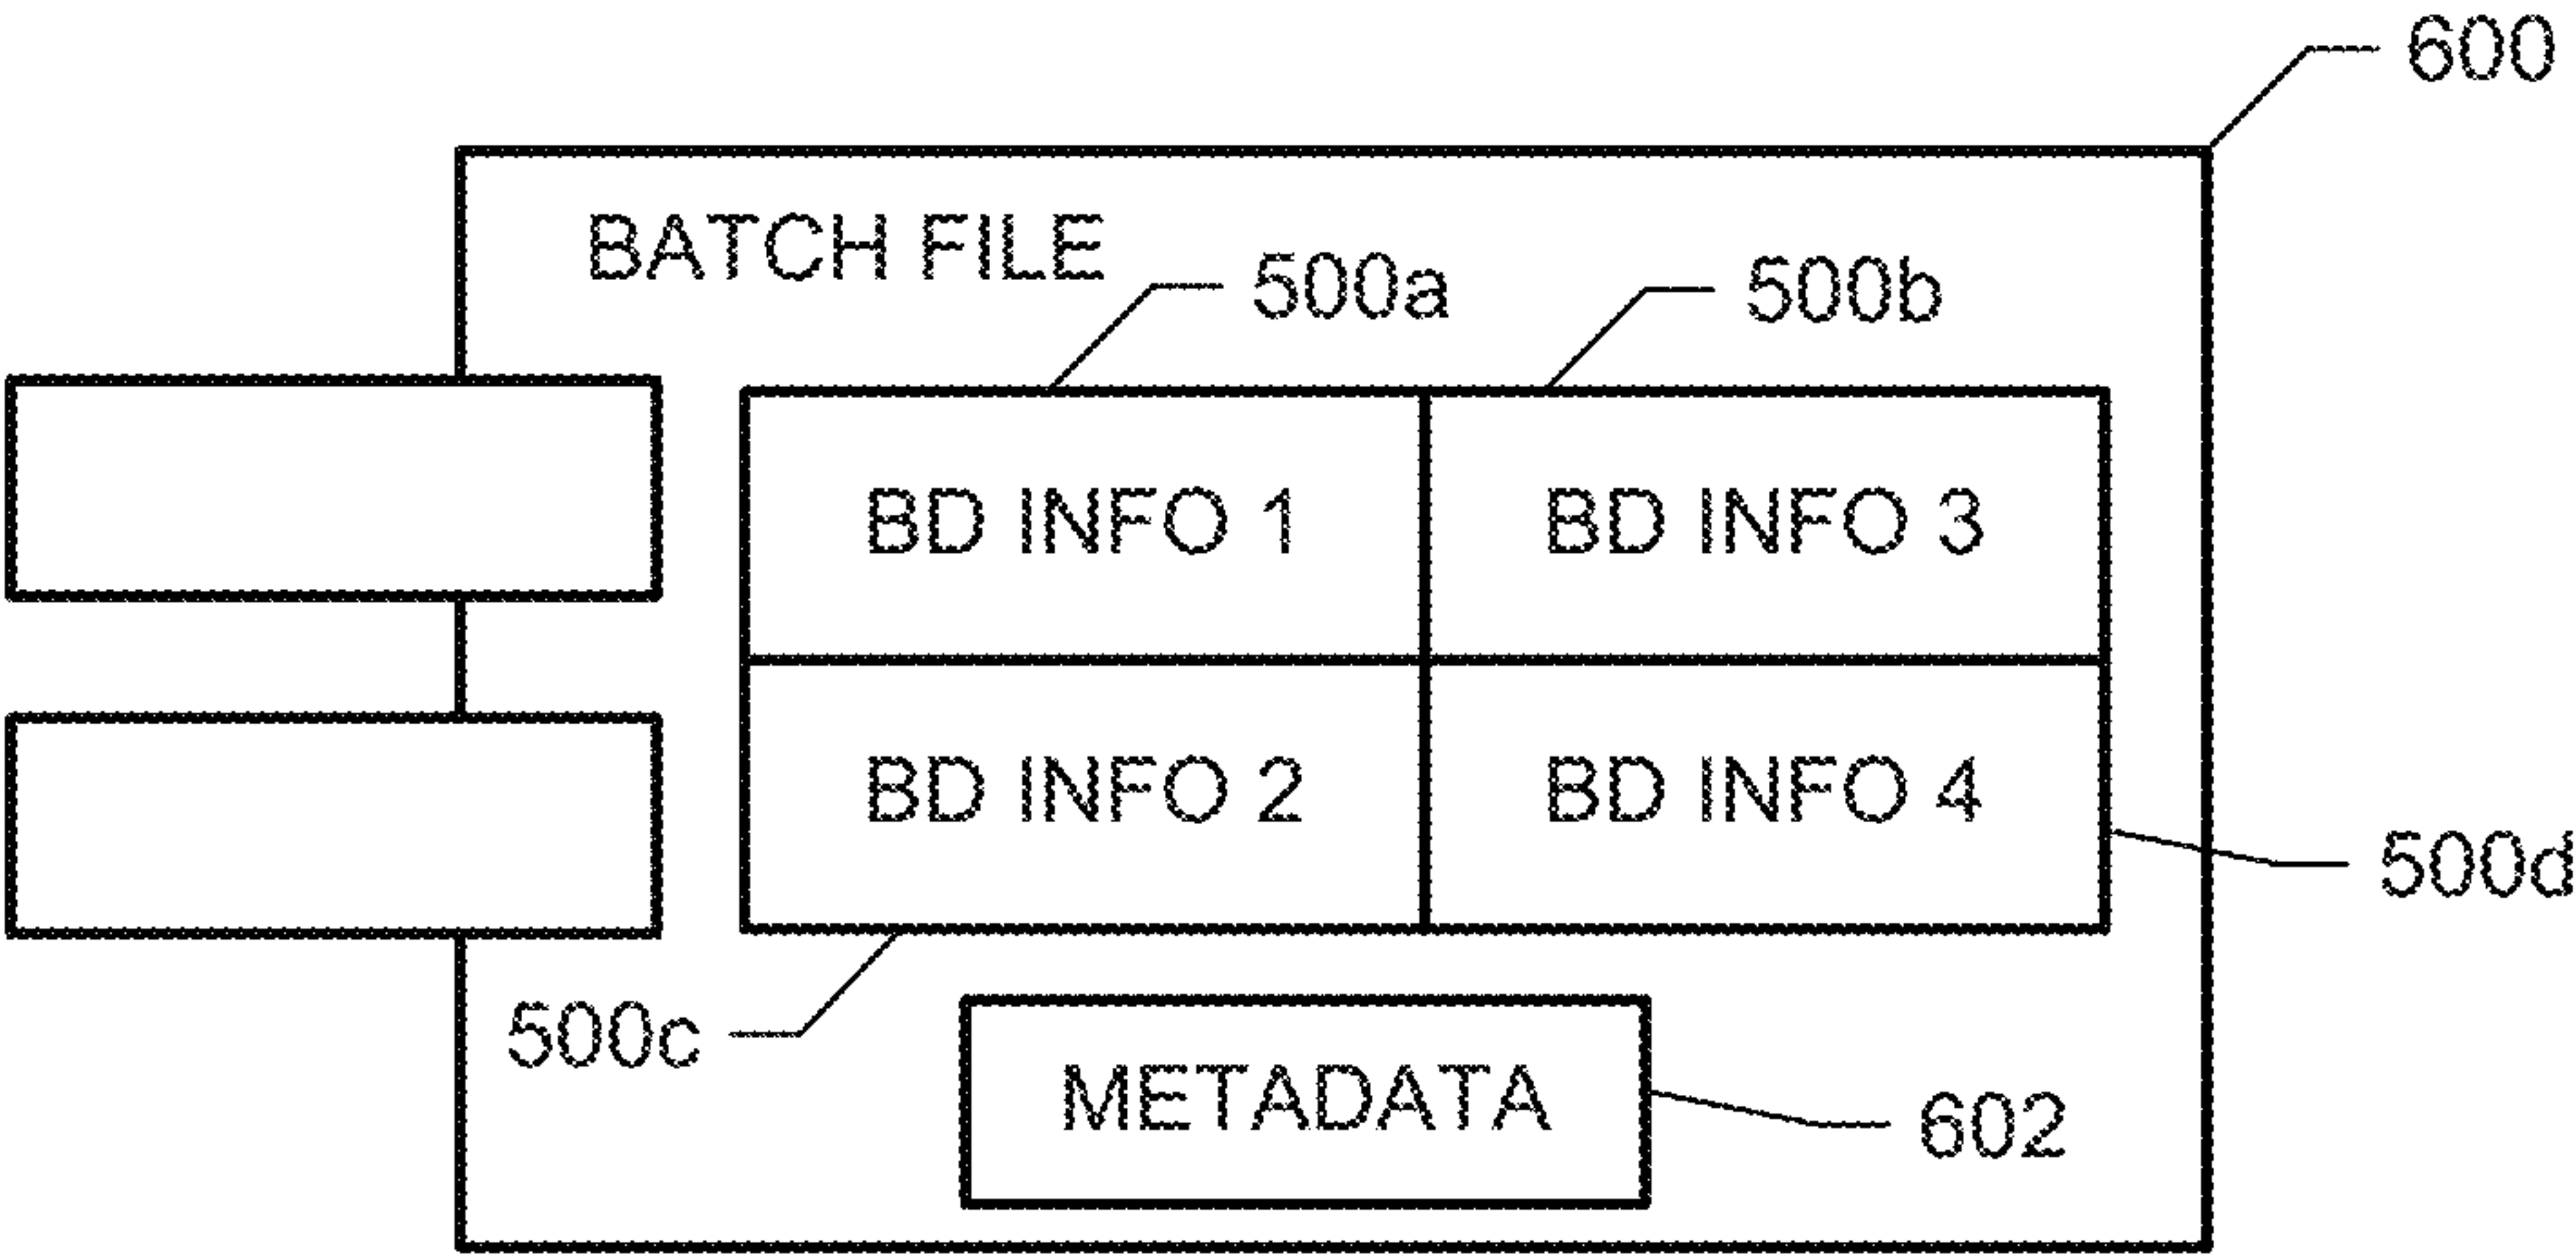 600
BATCH FILE
500a
500b
BD INFO 1
BD INFO 3
BD INFO 2
BD INFO 4
500d
500c
METADATA
602